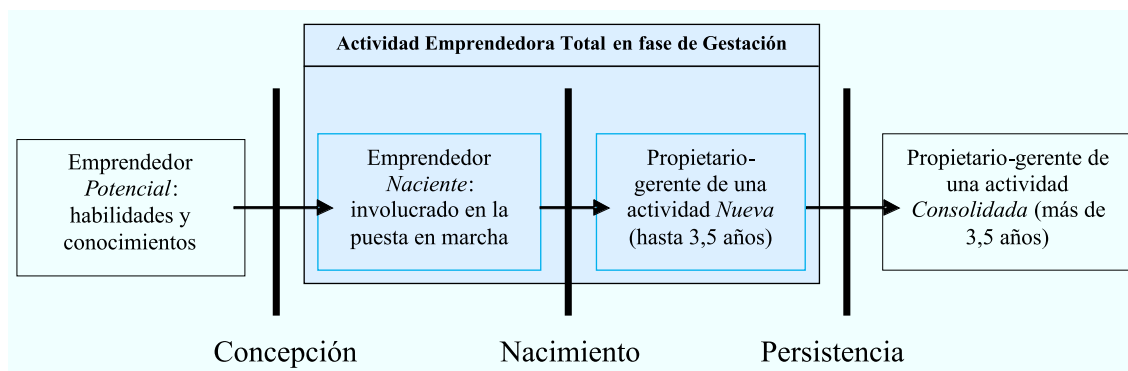 Actividad Emprendedora Total en fase de Gestación
Emprendedor
Potencial:
habilidades y
conocimientos
Emprendedor
Naciente:
involucrado en la
puesta en marcha
Propietario-
gerente de una
actividad Nueva
(hasta 3,5 años)
Propietario-gerente de
una actividad
Consolidada (más de
3,5 años)
Concepción
Nacimiento
Persistencia